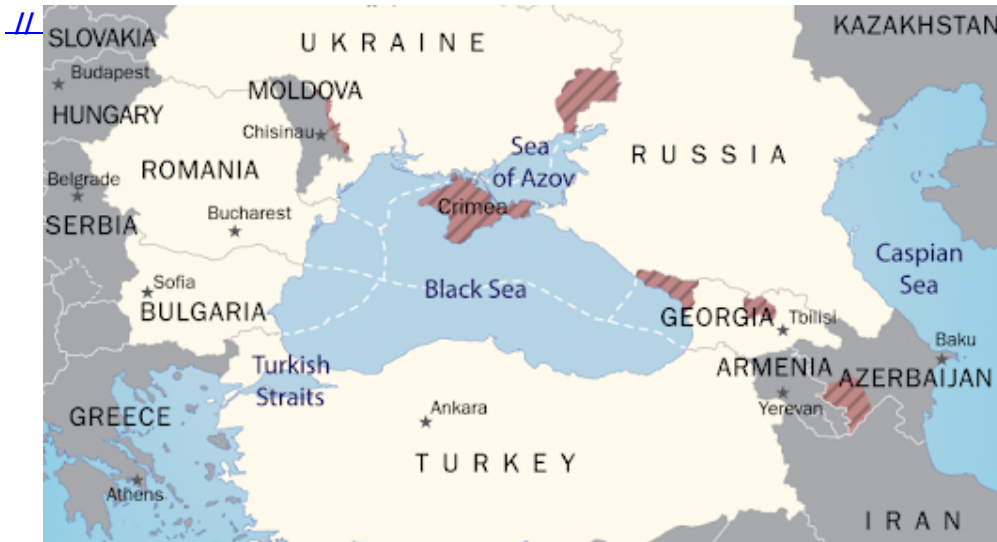 //
KAZAKHSTAN
SLOVAKIA
UKRAINE
Budapest
MOLDOVA
HUNGARY
Chisinau
Sea
of Azov
RUSSIA
ROMANIA
Belgrade
Crimea
Bucharest
SERBIA
Caspian
Sea
Sofia
Black Sea
BULGARIA
GEORGIA
Tbilisi
Baku
Turkish
Straits
ARMENIA
AZERBAIJAN
Ankara
Yerevan
GREECE
TURKEY
Athens
IRAN